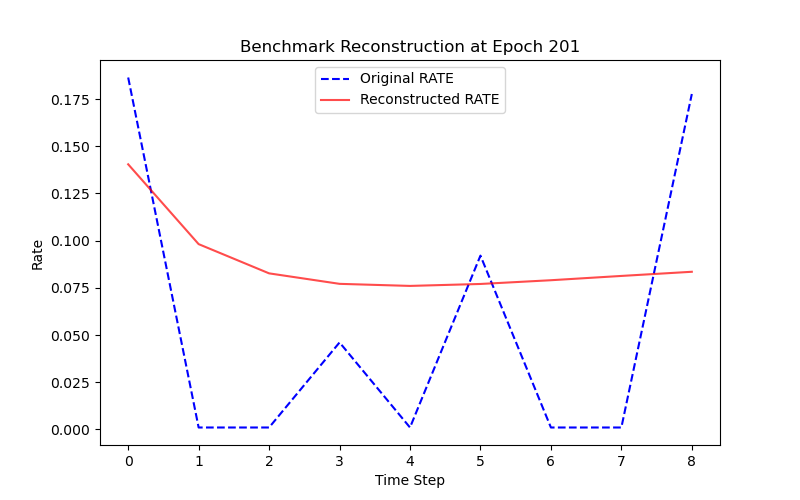 Benchmark Reconstruction at Epoch 201
Original RATE
Reconstructed RATE
0.175
0.150
0.125
0.100
0.075
0.050
0.025
0.000
Rate
0 1 2 3 4 5 6 7 8
Time Step